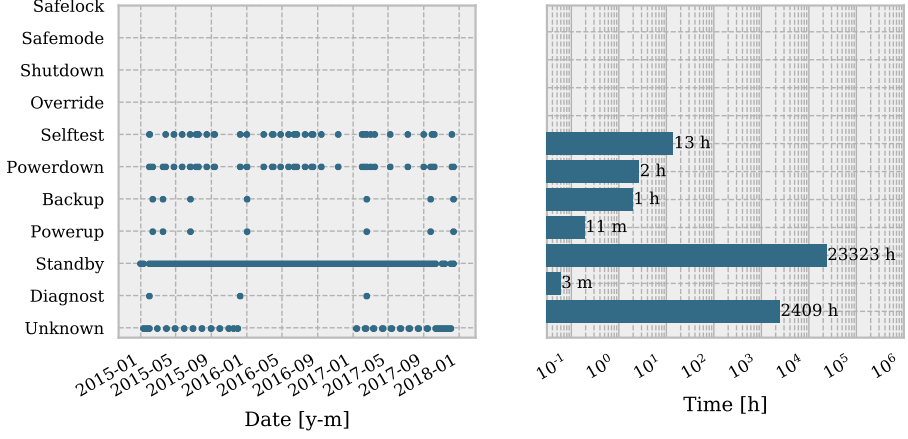 Safelock
Safemode
Shutdown
Override
Selftest
Powerdown
Backup
Powerup
Standby
Diagnost
Unknown
2015-01
2015-05
2015-09
2016-01
2016-05
2016-09
2017-01
2017-05
2017-09
2018-01
Date [y-m]
13 h
2 h
1 h
11 m
23323 h
3 m
2409 h
10⁻¹
10⁰
10¹
10²
10³
10⁴
10⁵
10⁶
Time [h]